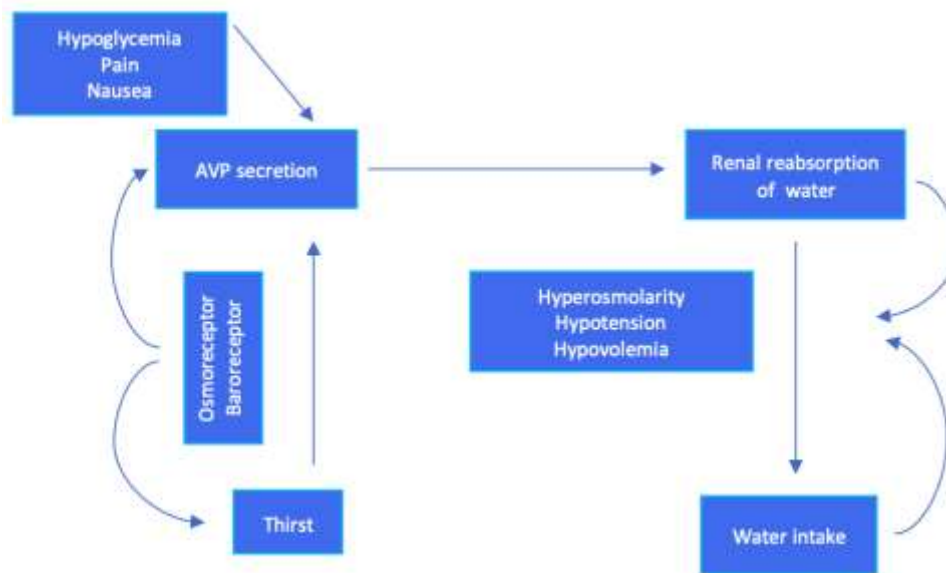 Hypoglycemia
Pain
Nausea
AVP secretion
Renal reabsorption
of water
Osmoreceptor
Baroreceptor
Hyperosmolarity
Hypotension
Hypovolemia
Thirst
Water intake